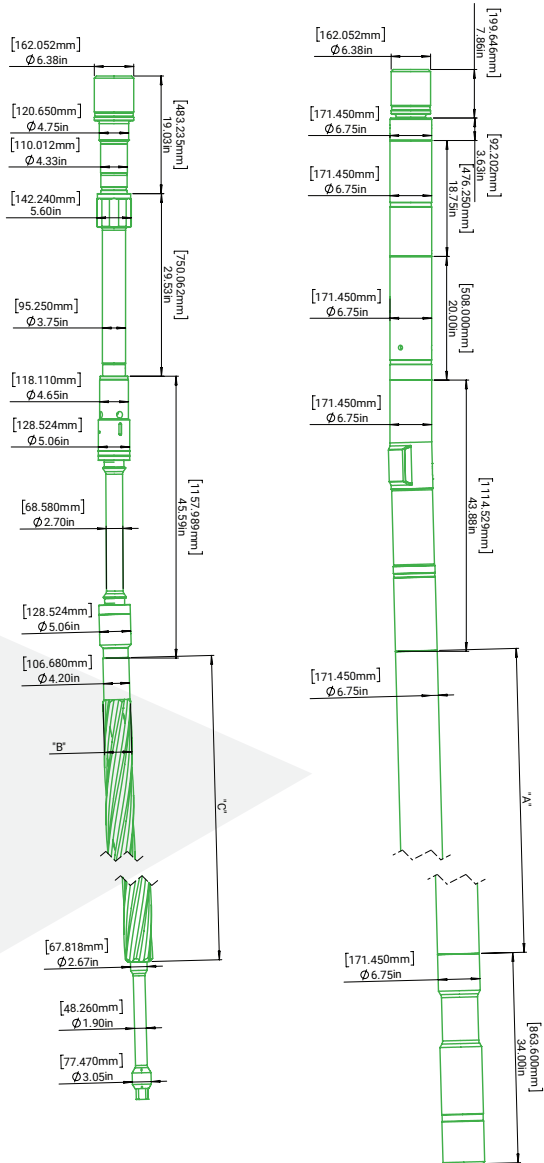 [162.052mm]
Ø6.38in
[120.650mm]
Ø4.75in
[110.012mm]
Ø4.33in
[142.240mm]
5.60in
[95.250mm]
Ø3.75in
[118.110mm]
Ø4.65in
[128.524mm]
Ø5.06in
[68.580mm]
Ø2.70in
[128.524mm]
Ø5.06in
[106.680mm]
Ø4.20in
"B"
[67.818mm]
Ø2.67in
[48.260mm]
Ø1.90in
[77.470mm]
Ø3.05in
[483.235mm]
19.03in
[750.062mm]
29.53in
[1157.989mm]
45.59in
"C"
[162.052mm]
Ø6.38in
[171.450mm]
Ø6.75in
[171.450mm]
Ø6.75in
[171.450mm]
Ø6.75in
[171.450mm]
Ø6.75in
[171.450mm]
Ø6.75in
[171.450mm]
Ø6.75in
[199.646mm]
7.86in
[92.202mm]
3.63in
[476.250mm]
18.75in
[508.000mm]
20.00in
[1114.529mm]
43.88in
"A"
[863.600mm]
34.00in